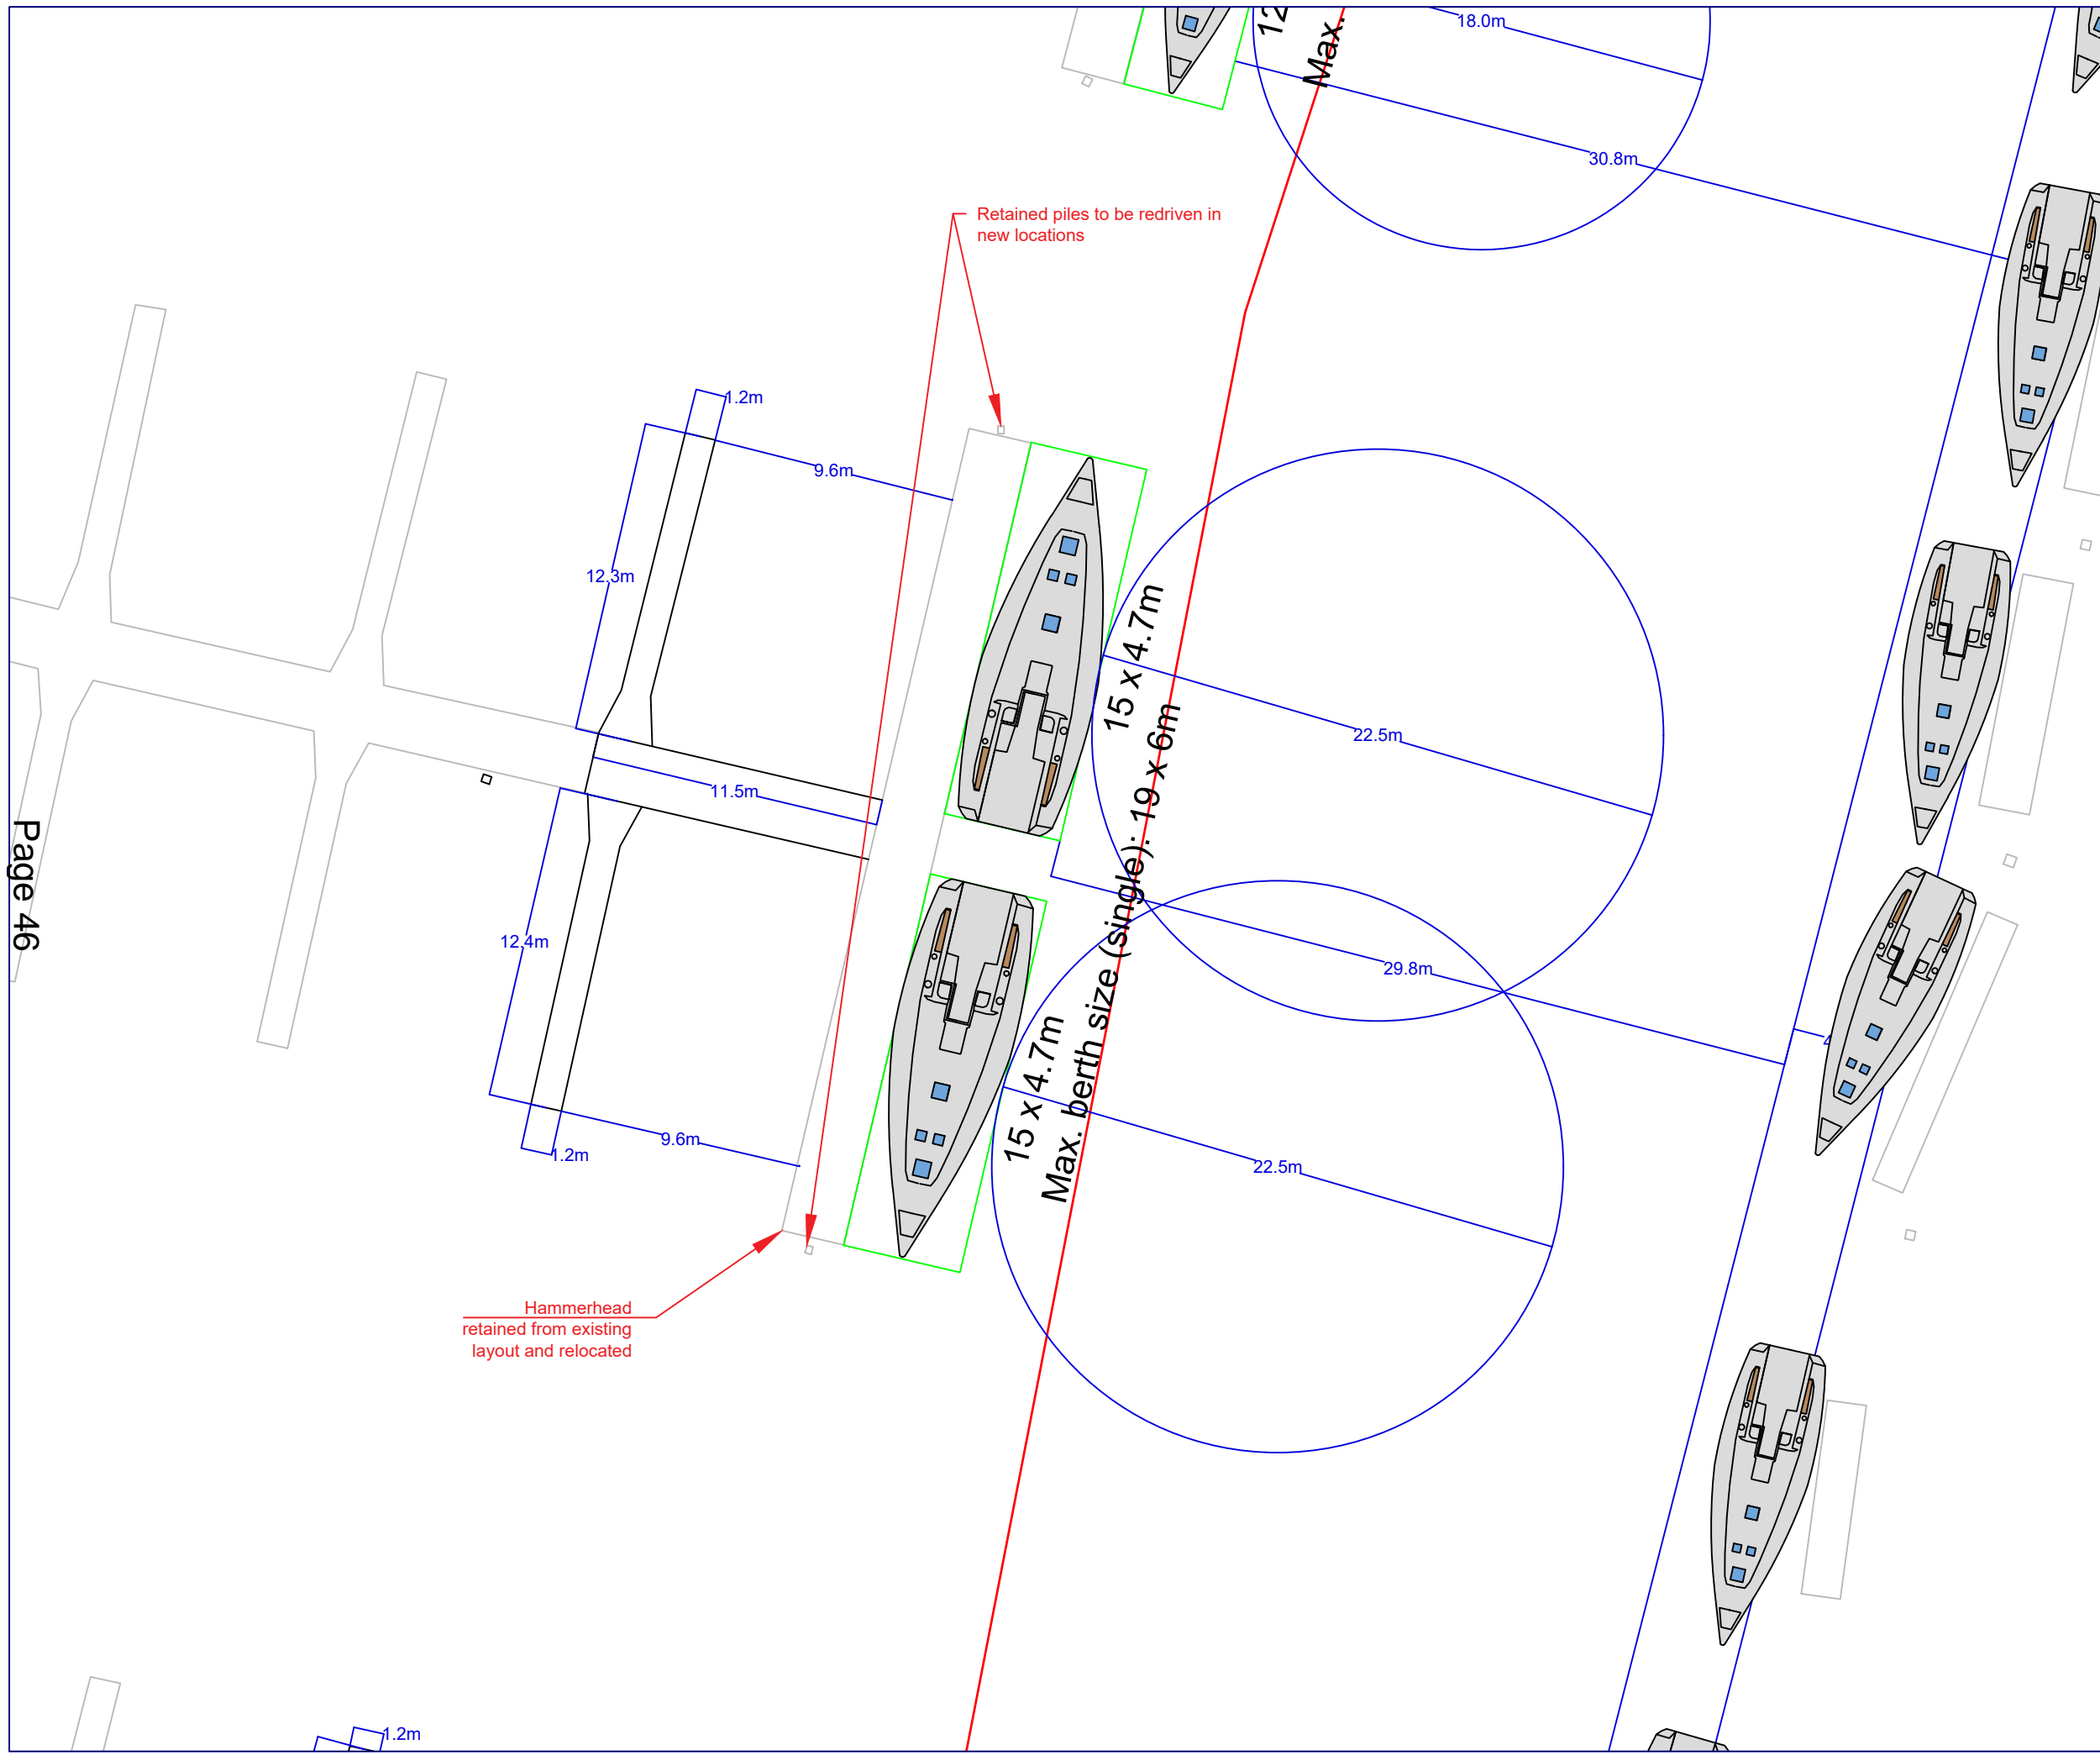 12
Max.
18.0m
30.8m
Retained piles to be redriven in
new locations
1.2m
9.6m
12.3m
15 x 4.7m
22.5m
11.5m
Max. berth size (single): 19 x 6m
Page 46
12.4m
29.8m
4
15 x 4.7m
9.6m
1.2m
22.5m
Hammerhead
retained from existing
layout and relocated
1.2m